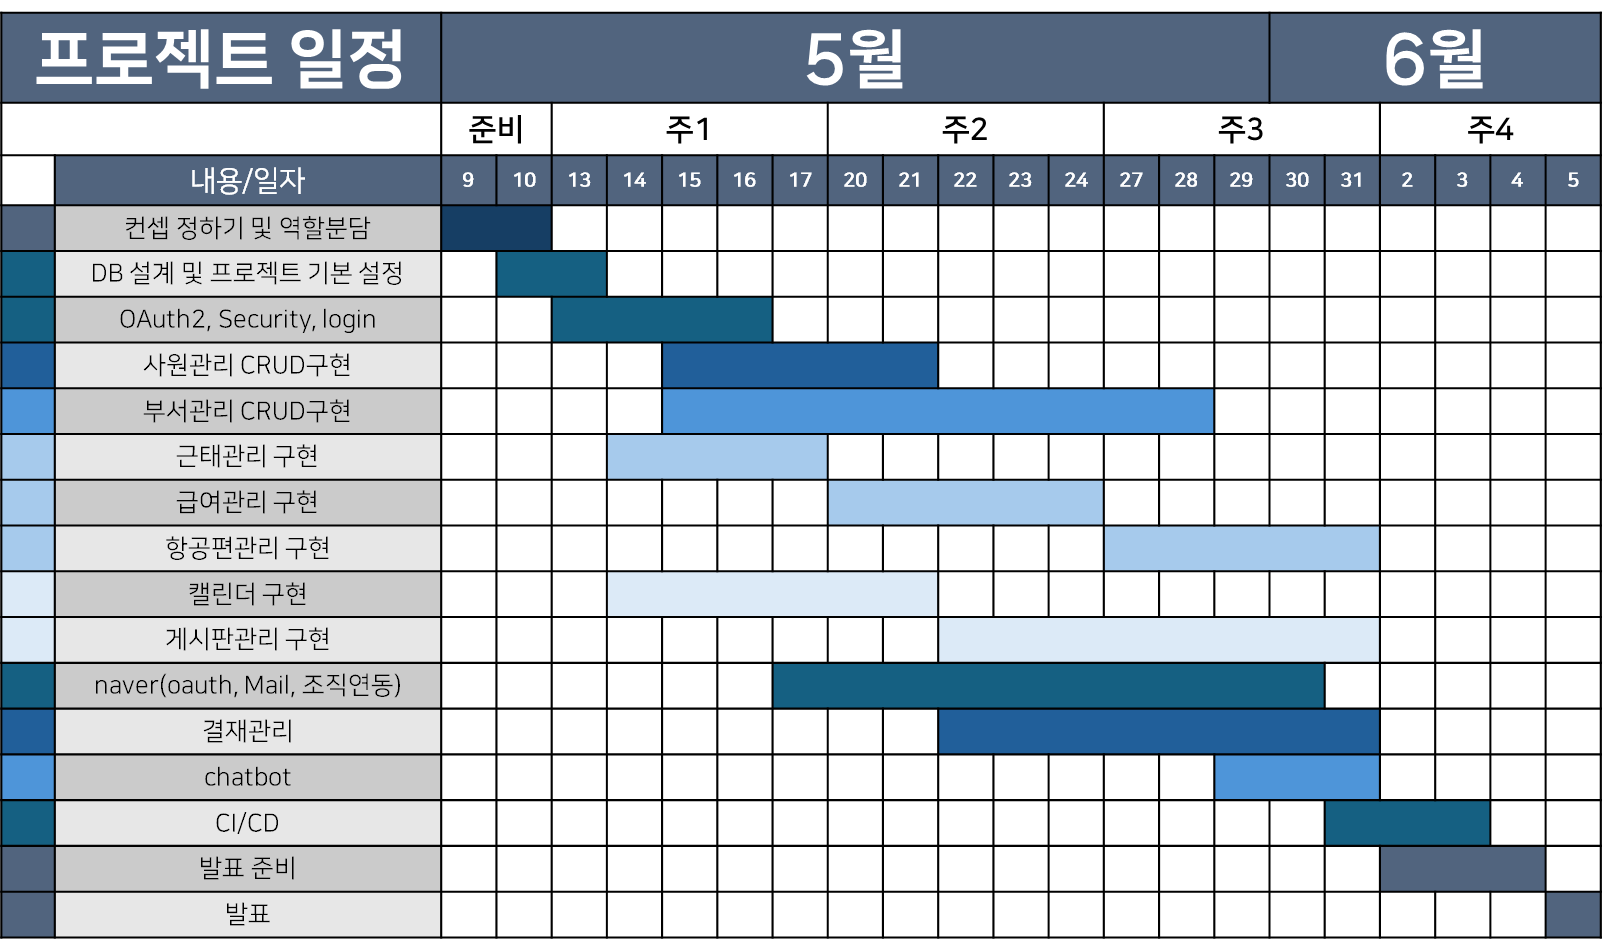 프로젝트 일정 5월 6월
준비 주1 주2 주3 주4
내용/일자 9 10 13 14 15 16 17 20 21 22 23 24 27 28 29 30 31 2 3 4 5
컨셉 정하기 및 역할분담
DB 설계 및 프로젝트 기본 설정
OAuth2, Security, login
사원관리 CRUD구현
부서관리 CRUD구현
근태관리 구현
급여관리 구현
항공편관리 구현
캘린더 구현
게시판관리 구현
naver(oauth, Mail, 조직연동)
결재관리
chatbot
CI/CD
발표 준비
발표